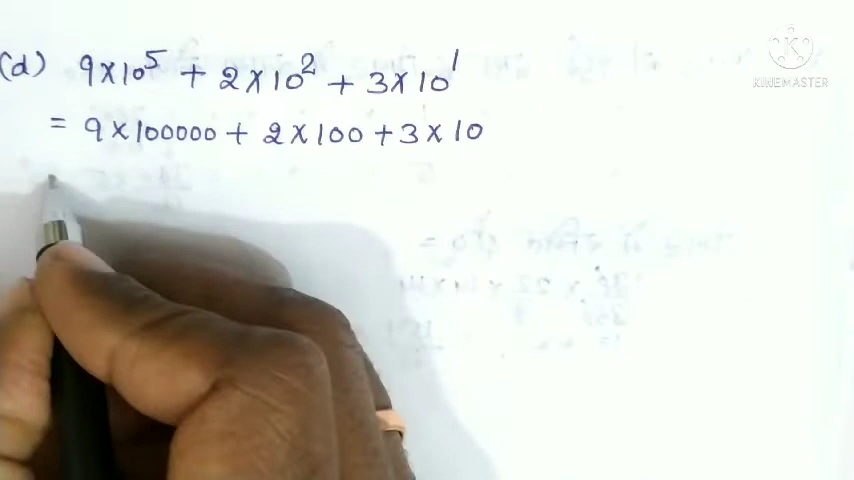 (d) 9×10⁵ + 2×10² + 3×10¹
= 9×100000 + 2×100 + 3×10
KINEMASTER